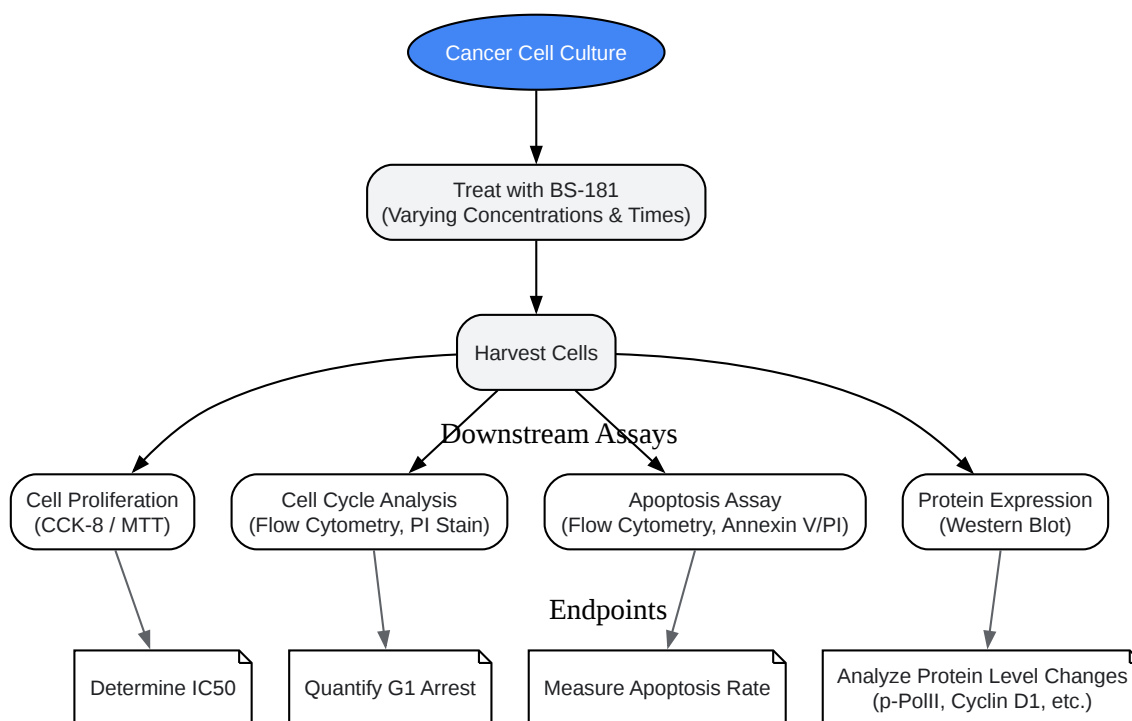 Cancer Cell Culture
Treat with BS-181
(Varying Concentrations & Times)
Harvest Cells
Downstream Assays
Cell Proliferation
(CCK-8 / MTT)
Cell Cycle Analysis
(Flow Cytometry, PI Stain)
Apoptosis Assay
(Flow Cytometry, Annexin V/PI)
Protein Expression
(Western Blot)
Endpoints
Determine IC50
Quantify G1 Arrest
Measure Apoptosis Rate
Analyze Protein Level Changes
(p-PolII, Cyclin D1, etc.)